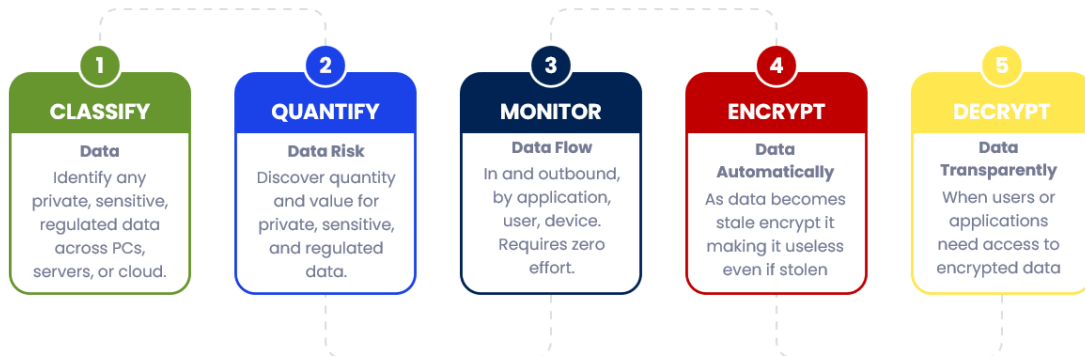 1
CLASSIFY
Data
Identify any
private, sensitive,
regulated data
across PCs,
servers, or cloud.
2
QUANTIFY
Data Risk
Discover quantity
and value for
private, sensitive,
and regulated
data.
3
MONITOR
Data Flow
In and outbound,
by application,
user, device.
Requires zero
effort.
4
ENCRYPT
Data
Automatically
As data becomes
stale encrypt it
making it useless
even if stolen
5
DECRYPT
Data
Transparently
When users or
applications
need access to
encrypted data